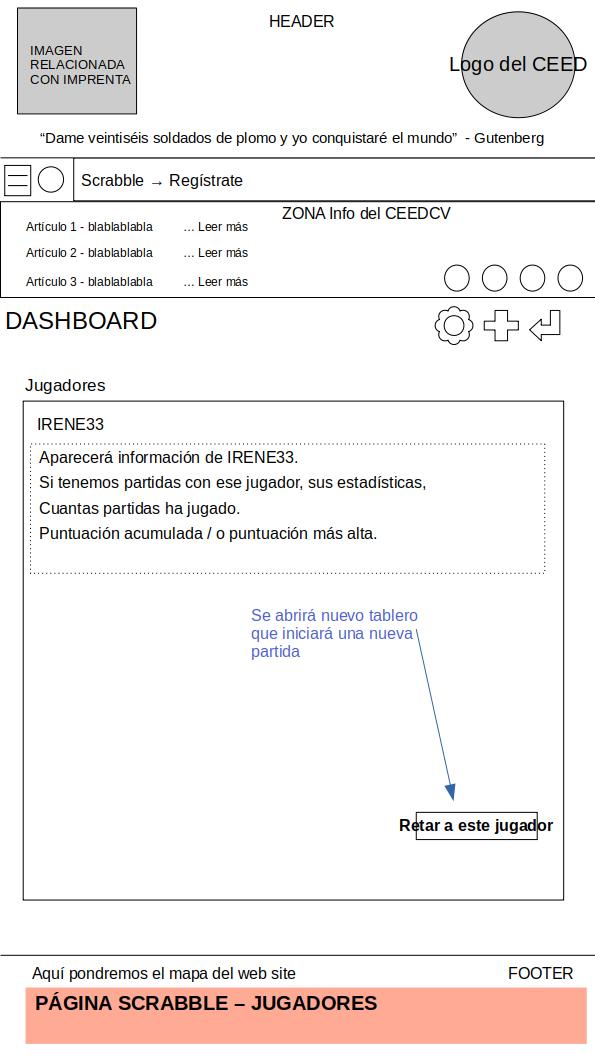 HEADER
IMAGEN
RELACIONADA
CON IMPRENTA
Logo del CEED
“Dame veintiséis soldados de plomo y yo conquistaré el mundo” - Gutenberg
Scrabble → Regístrate
ZONA Info del CEEDCV
Artículo 1 - blablablabla ... Leer más
Artículo 2 - blablablabla ... Leer más
Artículo 3 - blablablabla ... Leer más
DASHBOARD
Jugadores
IRENE33
Aparecerá información de IRENE33.
Si tenemos partidas con ese jugador, sus estadísticas,
Cuantas partidas ha jugado.
Puntuación acumulada / o puntuación más alta.
Se abrirá nuevo tablero
que iniciará una nueva
partida
Retar a este jugador
Aquí pondremos el mapa del web site FOOTER
PÁGINA SCRABBLE – JUGADORES